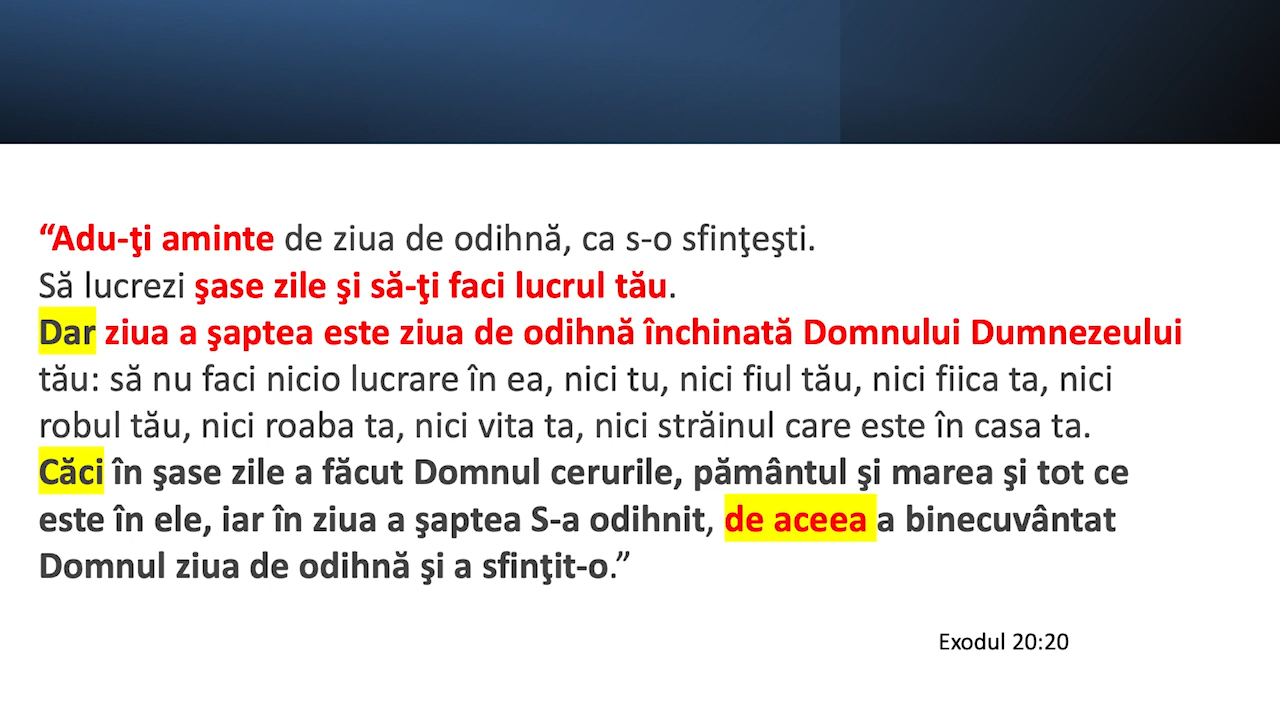 “Adu-ţi aminte de ziua de odihnă, ca s-o sfinţeşti.
Să lucrezi şase zile şi să-ţi faci lucrul tău.
Dar ziua a şaptea este ziua de odihnă închinată Domnului Dumnezeului
tău: să nu faci nicio lucrare în ea, nici tu, nici fiul tău, nici fiica ta, nici
robul tău, nici roaba ta, nici vita ta, nici străinul care este în casa ta.
Căci în şase zile a făcut Domnul cerurile, pământul şi marea şi tot ce
este în ele, iar în ziua a şaptea S-a odihnit, de aceea a binecuvântat
Domnul ziua de odihnă şi a sfinţit-o.”
Exodul 20:20